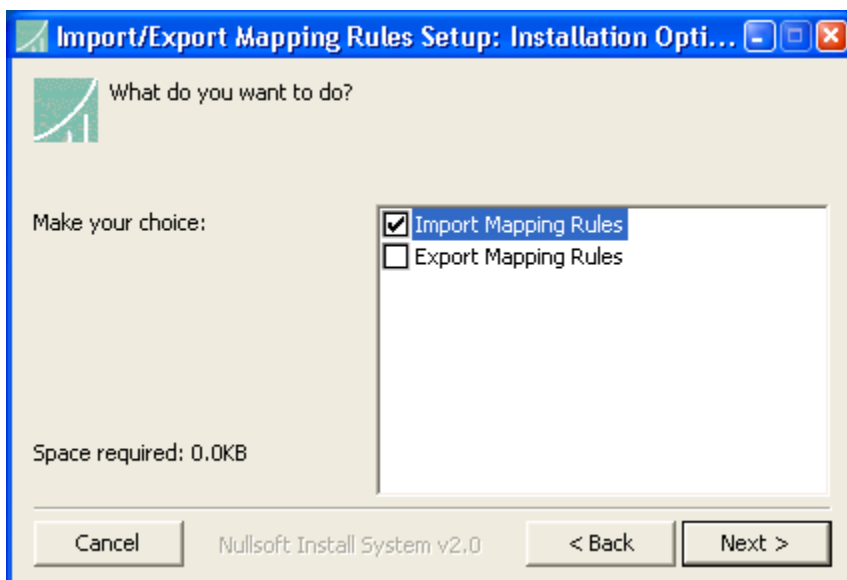 Import/Export Mapping Rules Setup: Installation Opti...
What do you want to do?
Make your choice:
Import Mapping Rules
Export Mapping Rules
Space required: 0.0KB
Cancel
Nullsoft Install System v2.0
< Back
Next >